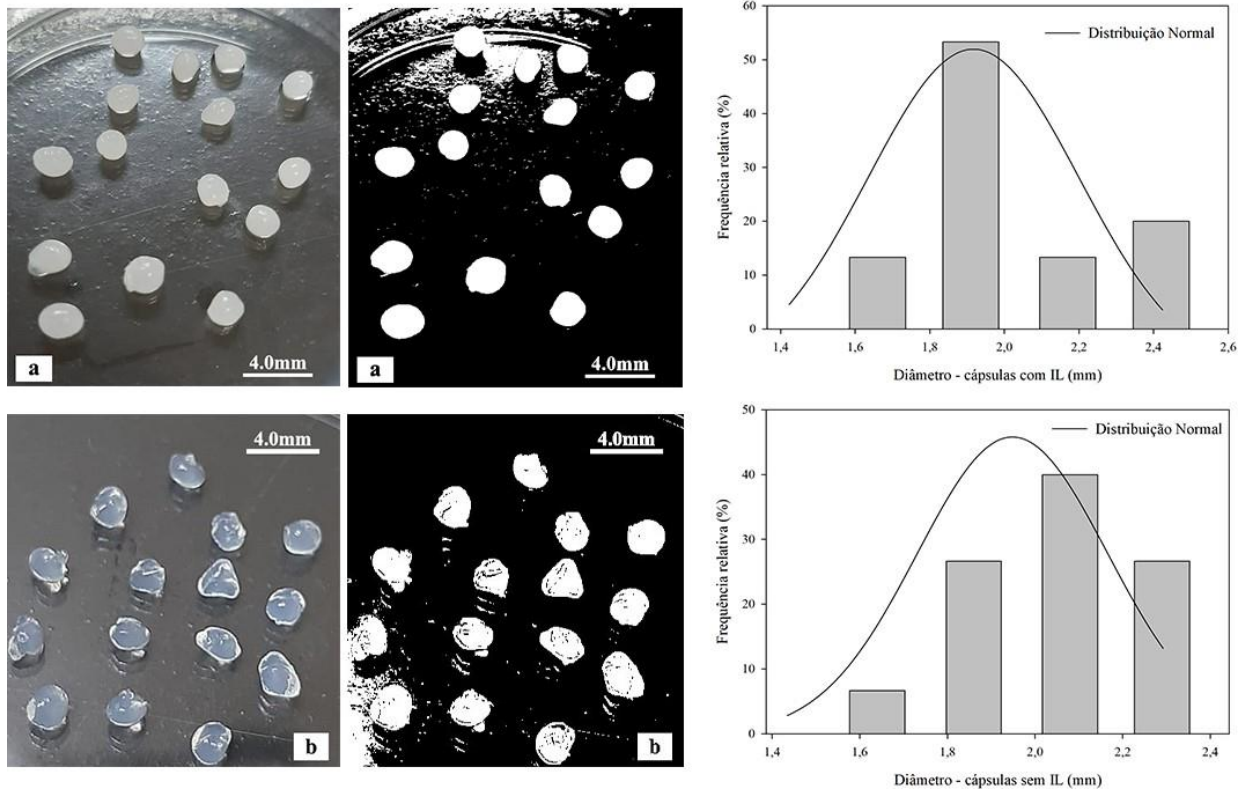 a
4.0mm
a
4.0mm
60
50
40
30
20
10
0
Frequência relativa (%)
Distribuição Normal
1,4 1,6 1,8 2,0 2,2 2,4 2,6
Diâmetro - cápsulas com IL (mm)
4.0mm
b
4.0mm
b
50
40
30
20
10
0
Frequência relativa (%)
Distribuição Normal
1,4 1,6 1,8 2,0 2,2 2,4
Diâmetro - cápsulas sem IL (mm)